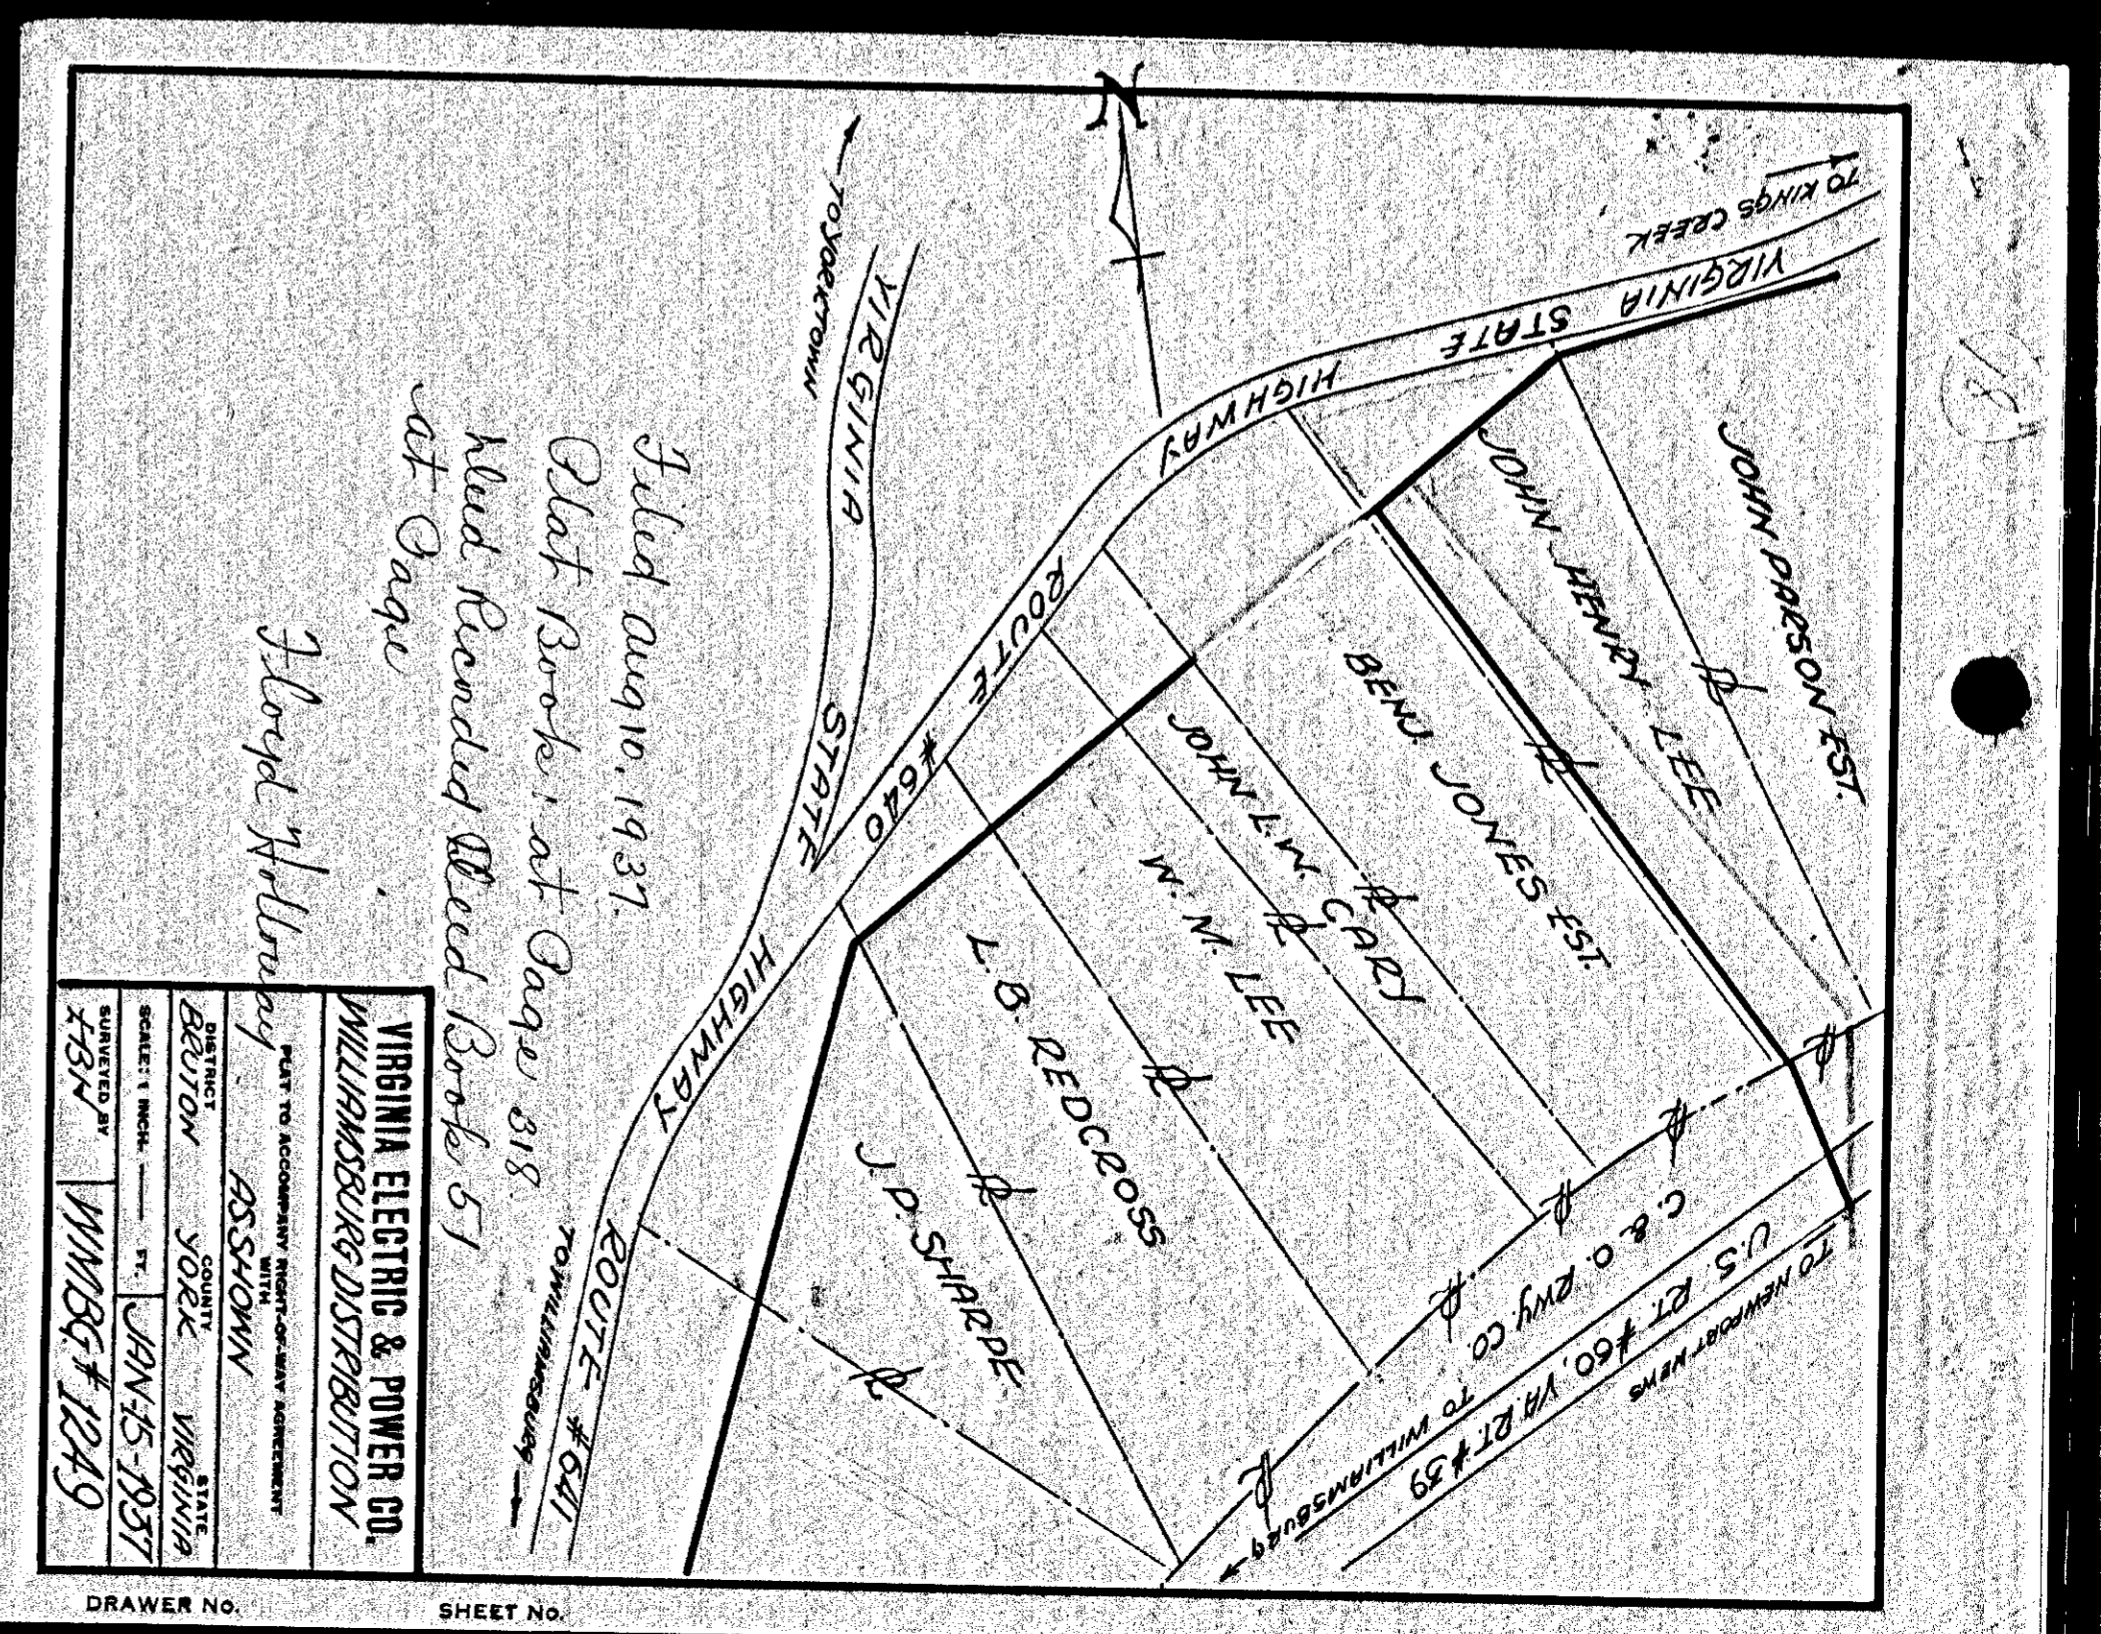 TO KINGS CREEK
VIRGINIA STATE HIGHWAY ROUTE #640
TO YORKTOWN
VIRGINIA STATE HIGHWAY ROUTE #641
TO WILLIAMSBURG
N
JOHN PARSON EST.
JOHN HENRY LEE
BENJ. JONES EST.
JOHN L. W. CARY
W. M. LEE
L. B. REDCROSS
J. P. SHARPE
C. & O. RWY. CO.
TO WILLIAMSBURG
U.S. RT. #60, VA. RT. #39
TO NEWPORT NEWS
18
Filed Aug 10, 1937.
Plat Book 1 at Page 318.
Deed Recorded Deed Book 51
at Page
Floyd Holloway
VIRGINIA ELECTRIC & POWER CO.
WILLIAMSBURG DISTRIBUTION
PLAT TO ACCOMPANY RIGHT-OF-WAY AGREEMENT
WITH
AS SHOWN
DISTRICT COUNTY STATE
BRUTON YORK VIRGINIA
SCALE: 1 INCH FT. JAN-15-1937
SURVEYED BY
WMBG # 1249
DRAWER No.
SHEET No.